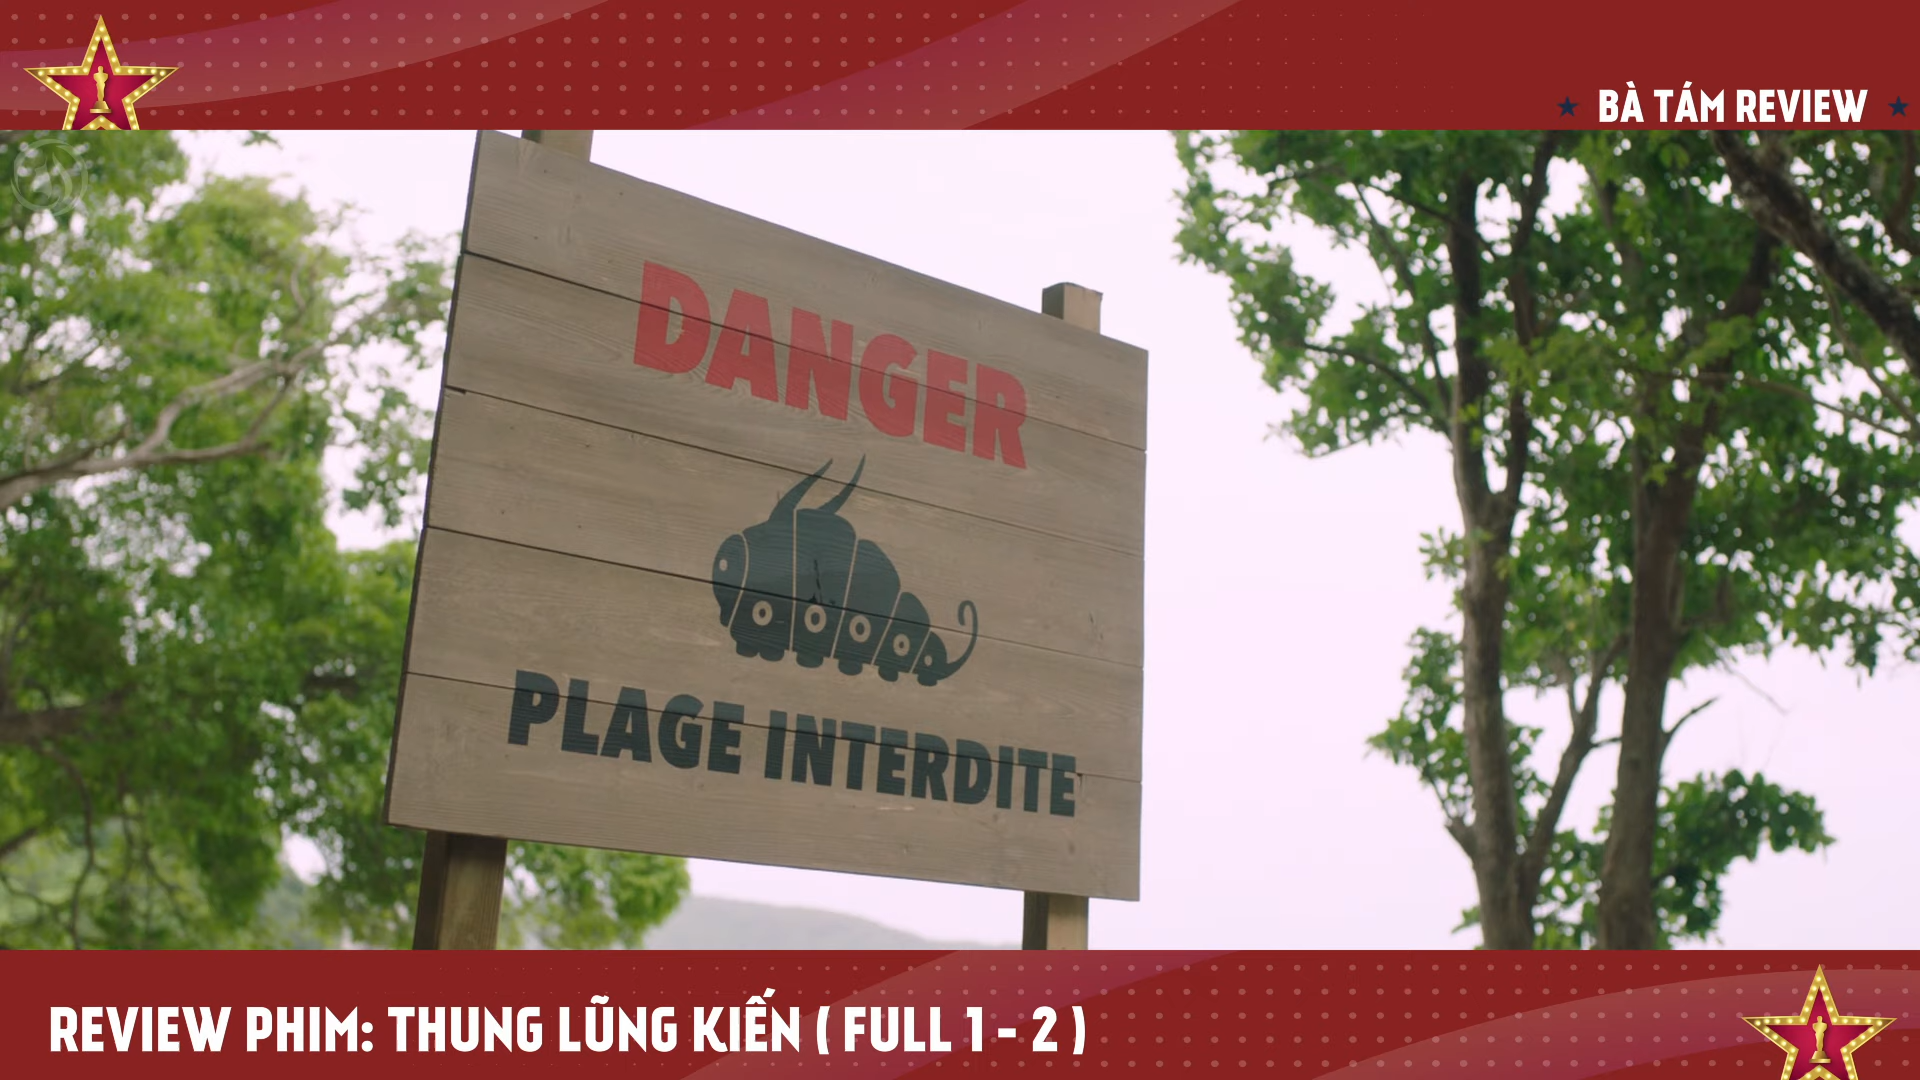 BÀ TÁM REVIEW
DANGER
PLAGE INTERDITE
REVIEW PHIM: THUNG LŨNG KIẾN ( FULL 1 - 2 )